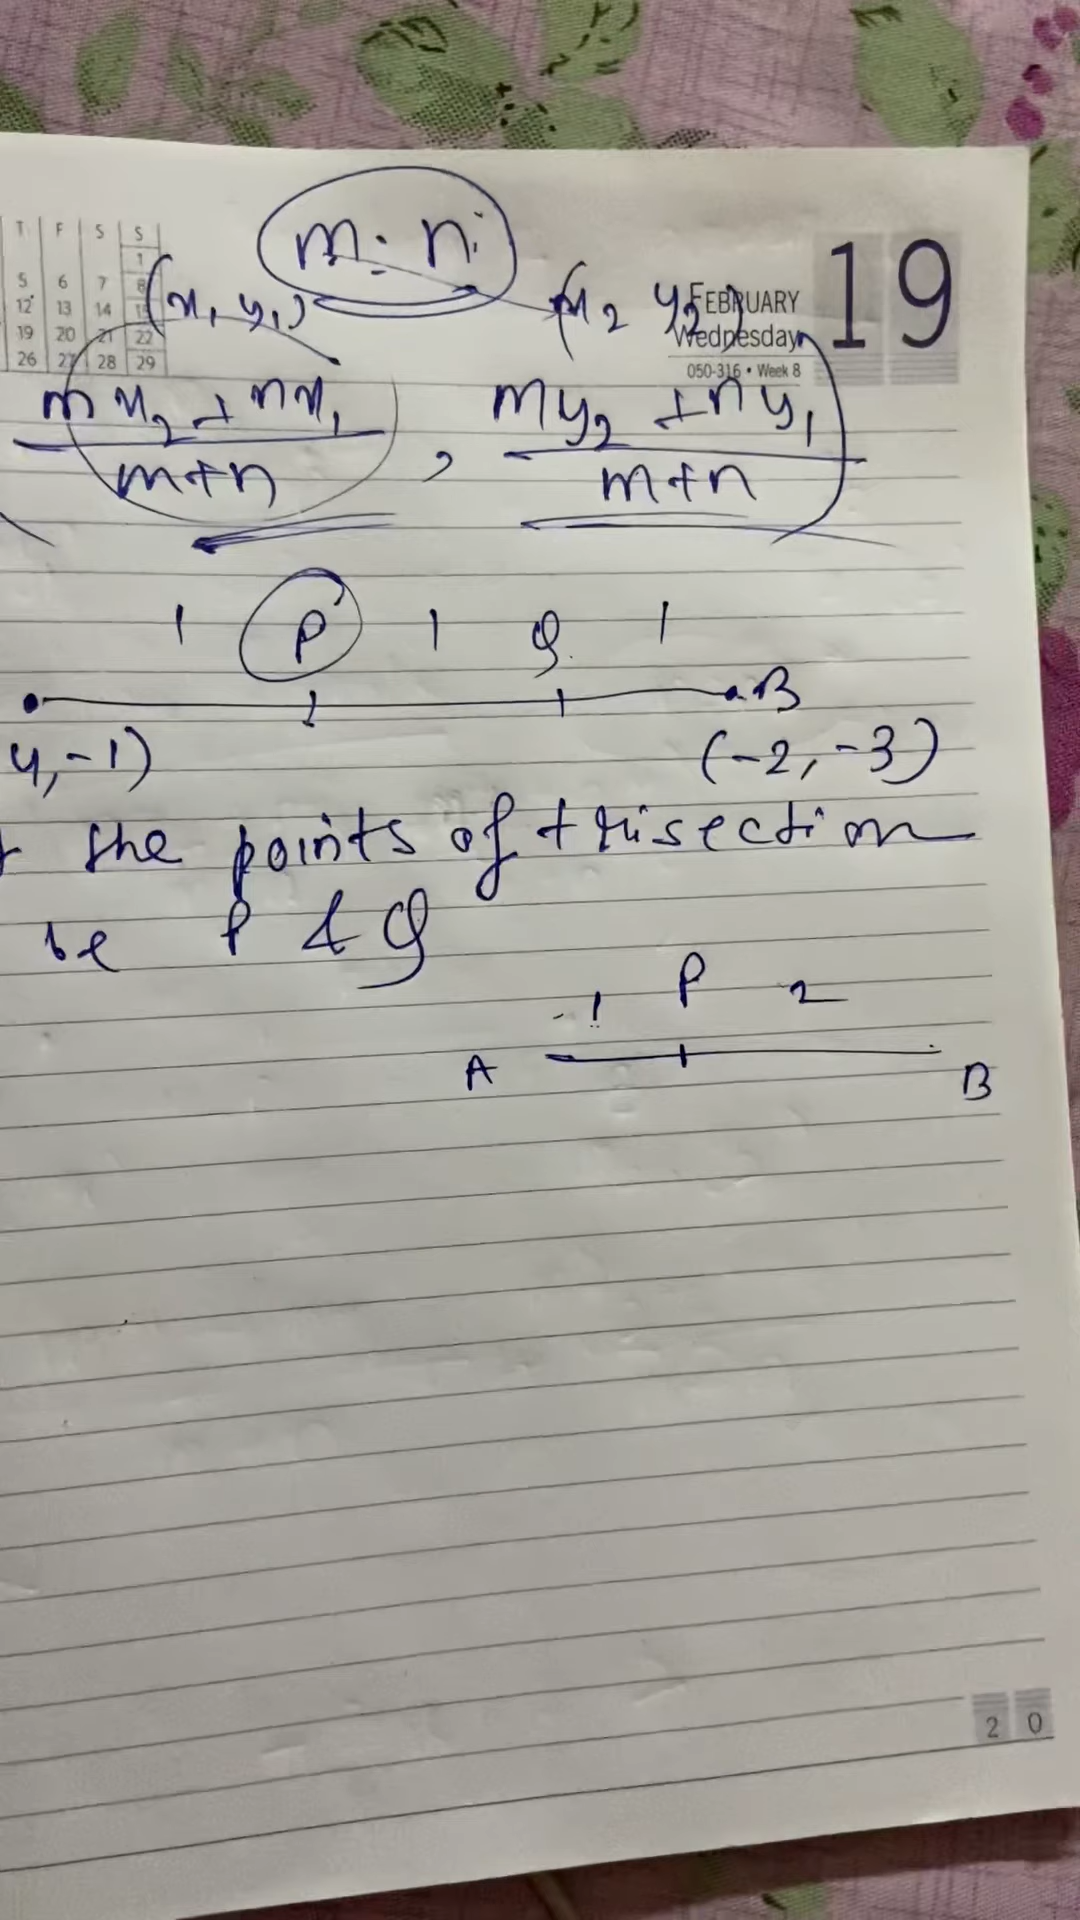 m : n
T F S S
1
5 6 7 8
12 13 14 15
19 20 21 22
26 27 28 29
(x₁ y₁) (x₂ y₂)
FEBRUARY
Wednesday
050-316 • Week 8
19
mx₂ + nx₁ / m+n , my₂ + ny₁ / m+n
1 P 1 Q 1
B
4, -1) (-2, -3)
the points of trisection
be P & Q
1 P 2
A B
20